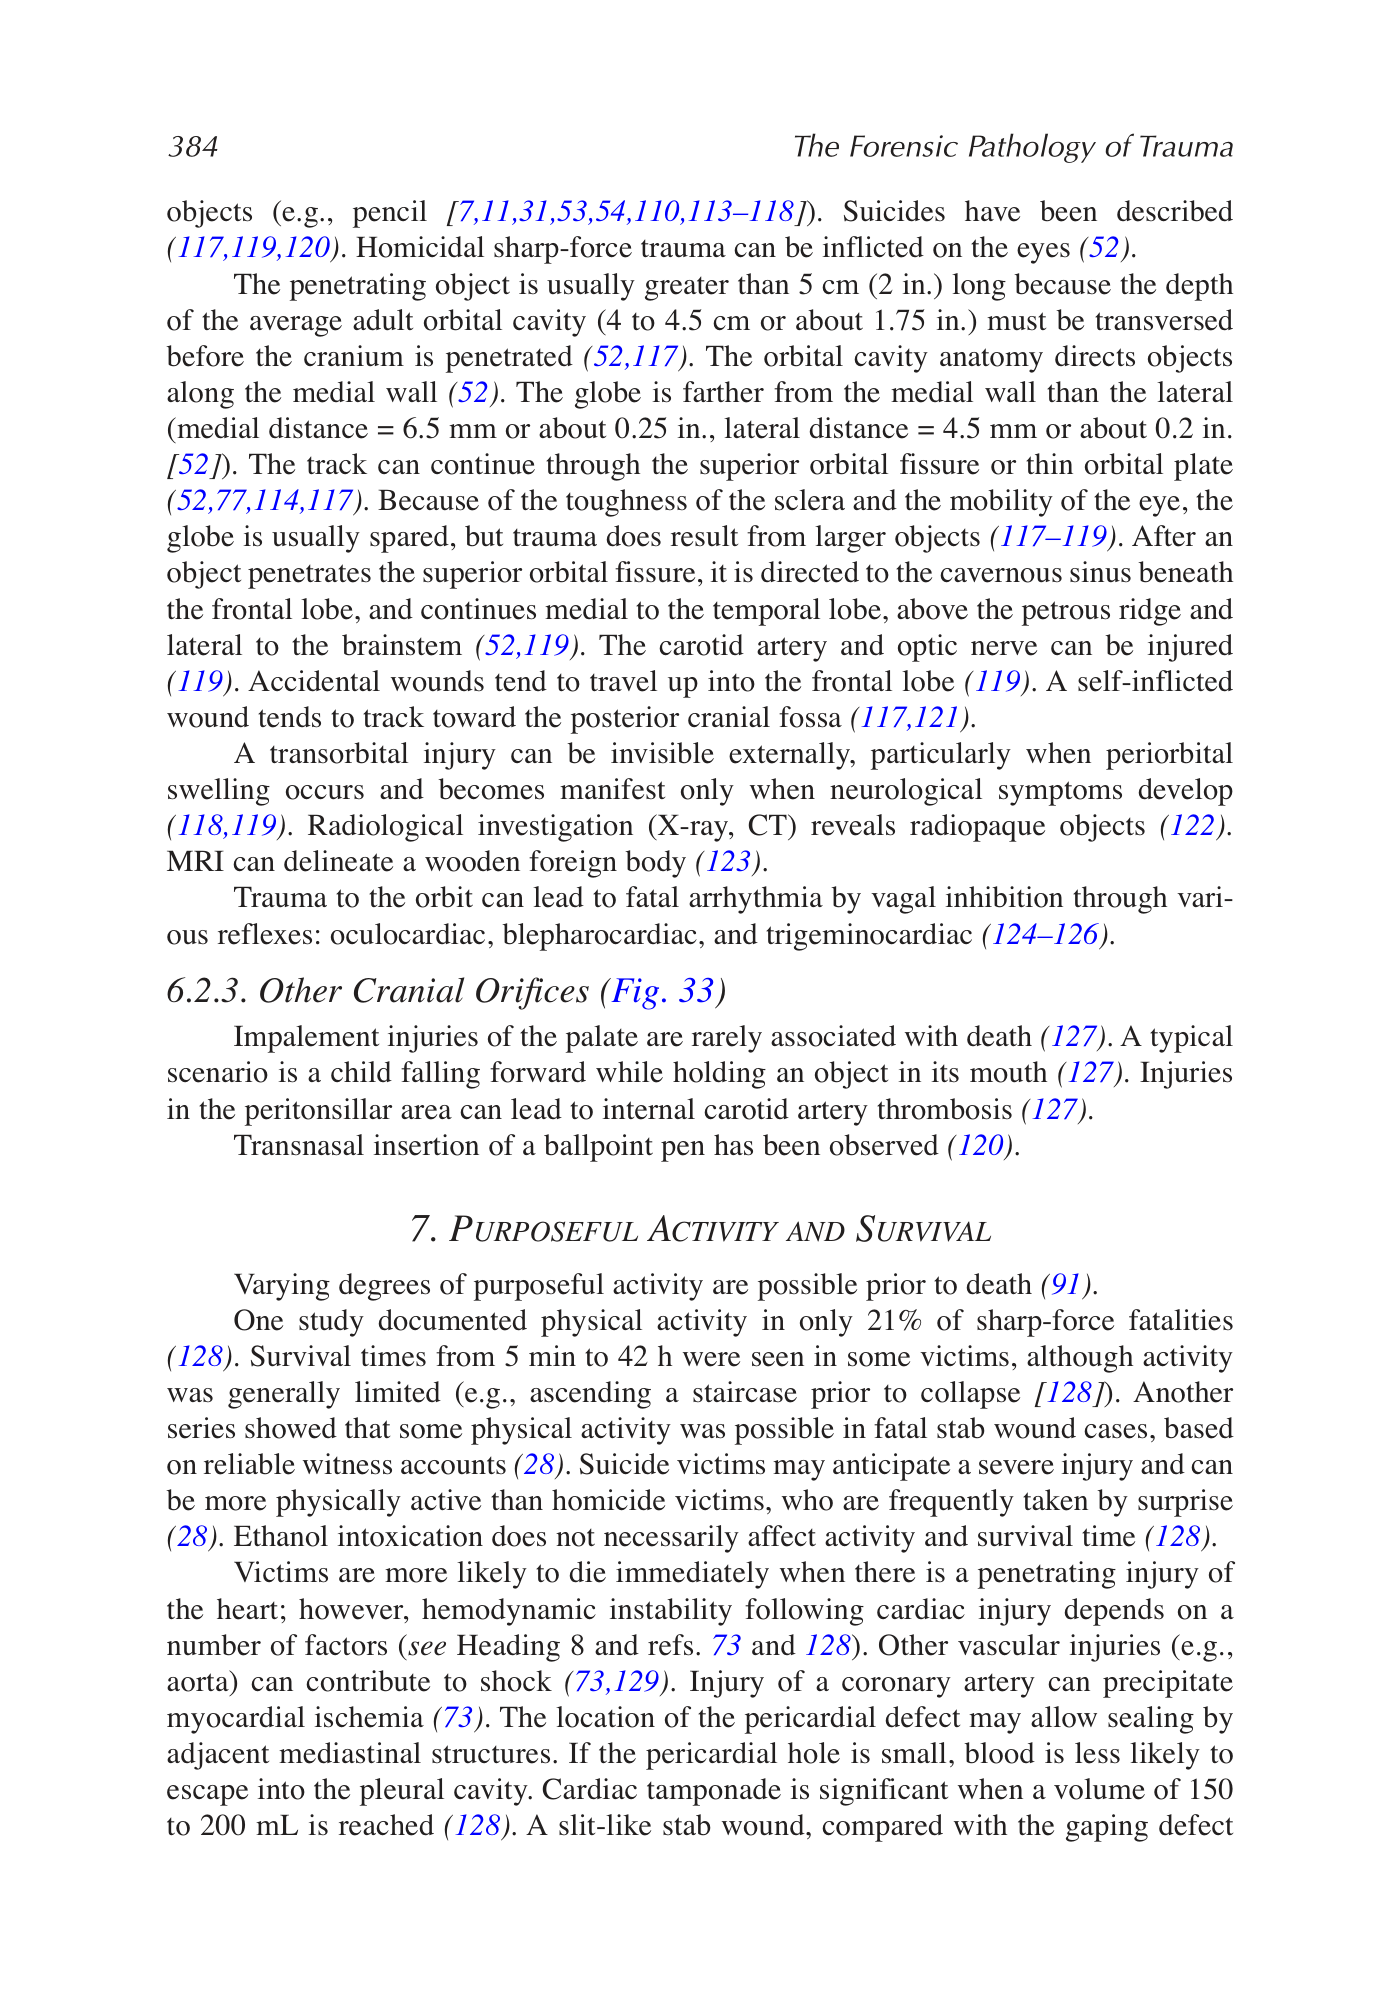 384
The Forensic Pathology of Trauma
objects (e.g., pencil [7,11,31,53,54,110,113–118]). Suicides have been described
(117,119,120). Homicidal sharp-force trauma can be inflicted on the eyes (52).
The penetrating object is usually greater than 5 cm (2 in.) long because the depth
of the average adult orbital cavity (4 to 4.5 cm or about 1.75 in.) must be transversed
before the cranium is penetrated (52,117). The orbital cavity anatomy directs objects
along the medial wall (52). The globe is farther from the medial wall than the lateral
(medial distance = 6.5 mm or about 0.25 in., lateral distance = 4.5 mm or about 0.2 in.
[52]). The track can continue through the superior orbital fissure or thin orbital plate
(52,77,114,117). Because of the toughness of the sclera and the mobility of the eye, the
globe is usually spared, but trauma does result from larger objects (117–119). After an
object penetrates the superior orbital fissure, it is directed to the cavernous sinus beneath
the frontal lobe, and continues medial to the temporal lobe, above the petrous ridge and
lateral to the brainstem (52,119). The carotid artery and optic nerve can be injured
(119). Accidental wounds tend to travel up into the frontal lobe (119). A self-inflicted
wound tends to track toward the posterior cranial fossa (117,121).
A transorbital injury can be invisible externally, particularly when periorbital
swelling occurs and becomes manifest only when neurological symptoms develop
(118,119). Radiological investigation (X-ray, CT) reveals radiopaque objects (122).
MRI can delineate a wooden foreign body (123).
Trauma to the orbit can lead to fatal arrhythmia by vagal inhibition through vari-
ous reflexes: oculocardiac, blepharocardiac, and trigeminocardiac (124–126).
6.2.3. Other Cranial Orifices (Fig. 33)
Impalement injuries of the palate are rarely associated with death (127). A typical
scenario is a child falling forward while holding an object in its mouth (127). Injuries
in the peritonsillar area can lead to internal carotid artery thrombosis (127).
Transnasal insertion of a ballpoint pen has been observed (120).
7. PURPOSEFUL ACTIVITY AND SURVIVAL
Varying degrees of purposeful activity are possible prior to death (91).
One study documented physical activity in only 21% of sharp-force fatalities
(128). Survival times from 5 min to 42 h were seen in some victims, although activity
was generally limited (e.g., ascending a staircase prior to collapse [128]). Another
series showed that some physical activity was possible in fatal stab wound cases, based
on reliable witness accounts (28). Suicide victims may anticipate a severe injury and can
be more physically active than homicide victims, who are frequently taken by surprise
(28). Ethanol intoxication does not necessarily affect activity and survival time (128).
Victims are more likely to die immediately when there is a penetrating injury of
the heart; however, hemodynamic instability following cardiac injury depends on a
number of factors (see Heading 8 and refs. 73 and 128). Other vascular injuries (e.g.,
aorta) can contribute to shock (73,129). Injury of a coronary artery can precipitate
myocardial ischemia (73). The location of the pericardial defect may allow sealing by
adjacent mediastinal structures. If the pericardial hole is small, blood is less likely to
escape into the pleural cavity. Cardiac tamponade is significant when a volume of 150
to 200 mL is reached (128). A slit-like stab wound, compared with the gaping defect